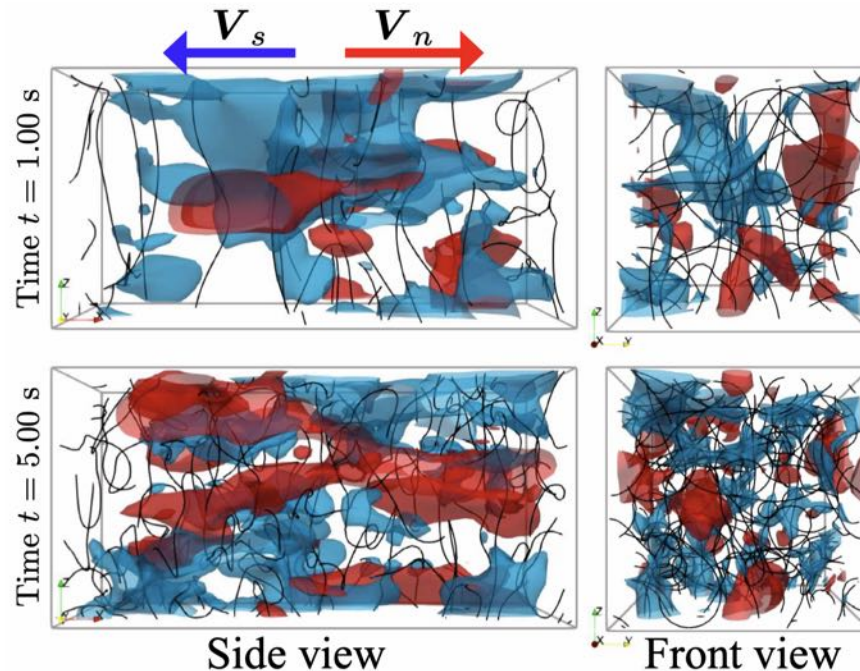 V_s V_n
Time t = 1.00 s
Z
Y
Z
X Y
Time t = 5.00 s
Z
Y
Z
X Y
Side view Front view